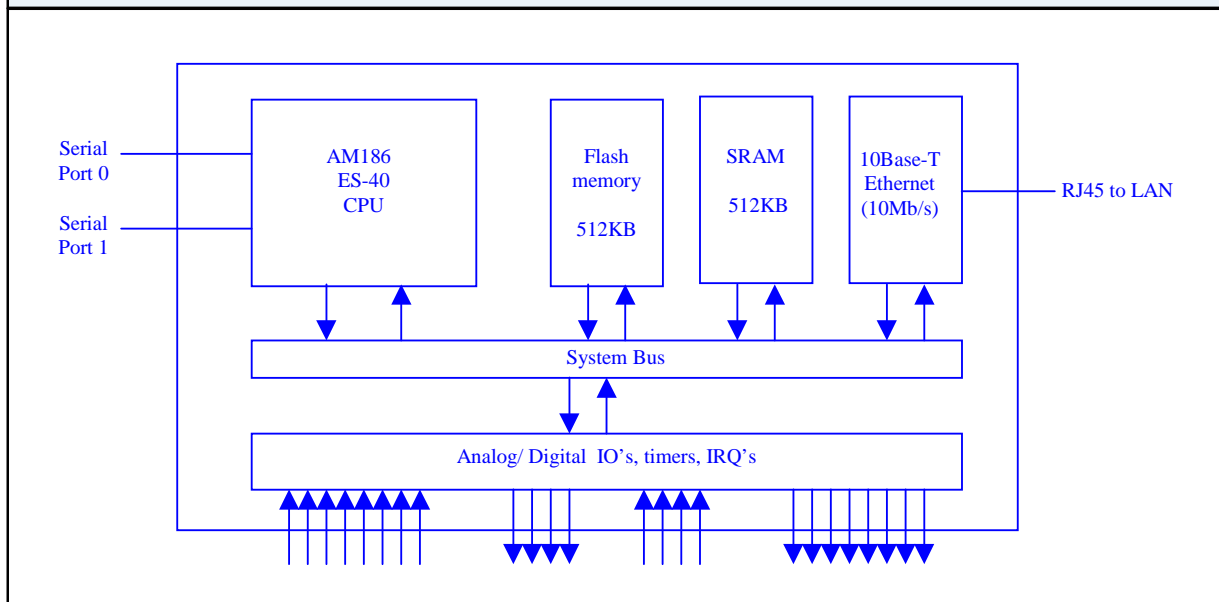 Serial
Port 0
Serial
Port 1
AM186
ES-40
CPU
Flash
memory
512KB
SRAM
512KB
10Base-T
Ethernet
(10Mb/s)
RJ45 to LAN
System Bus
Analog/ Digital IO's, timers, IRQ's